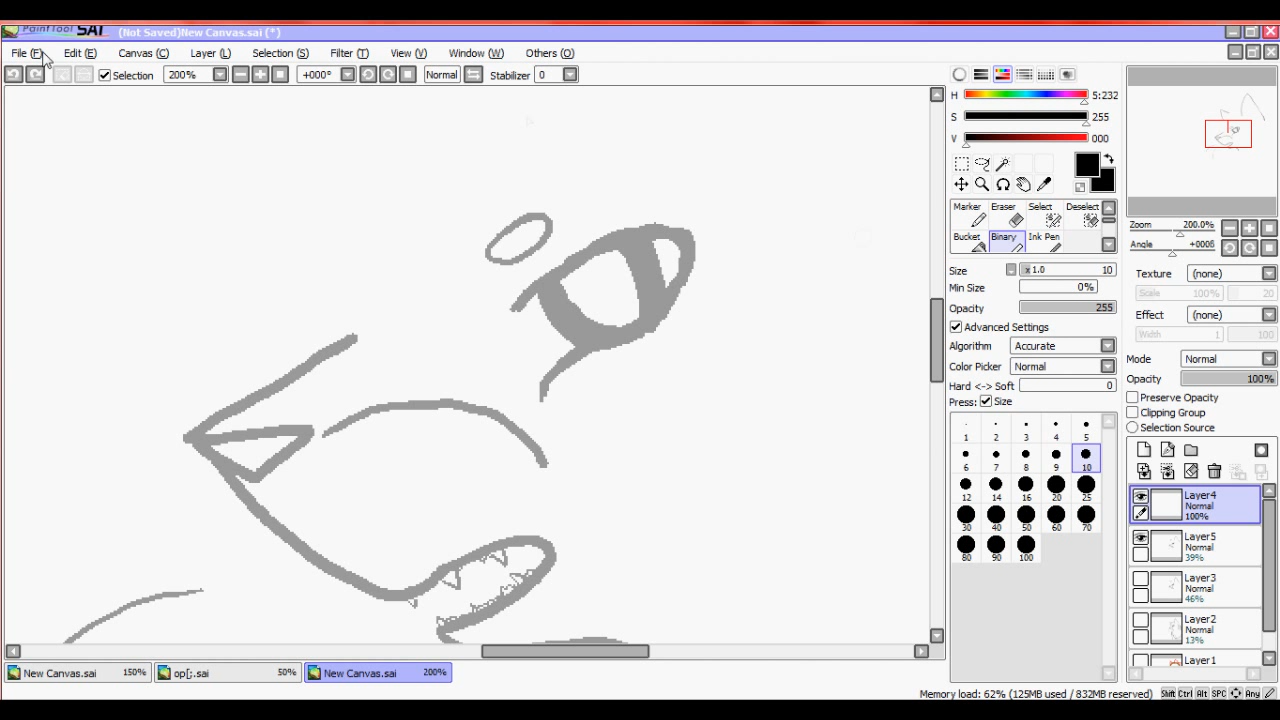 PaintTool SAI (Not Saved)New Canvas.sai (*)
File (F) Edit (E) Canvas (C) Layer (L) Selection (S) Filter (T) View (V) Window (W) Others (O)
Selection 200% +000° Normal Stabilizer 0
H 5:232
S 255
V 000
Marker Eraser Select Deselect
Bucket Binary Ink Pen
Size x 1.0 10
Min Size 0%
Opacity 255
Advanced Settings
Algorithm Accurate
Color Picker Normal
Hard <-> Soft 0
Press: Size
1 2 3 4 5
6 7 8 9 10
12 14 16 20 25
30 40 50 60 70
80 90 100
Zoom 200.0%
Angle +000δ
Texture (none)
Scale 100% 20
Effect (none)
Width 1 100
Mode Normal
Opacity 100%
Preserve Opacity
Clipping Group
Selection Source
Layer4
Normal
100%
Layer5
Normal
39%
Layer3
Normal
46%
Layer2
Normal
13%
Layer1
New Canvas.sai 150% op[;.sai 50% New Canvas.sai 200%
Memory load: 62% (125MB used / 832MB reserved) Shift Ctrl Alt SPC Any